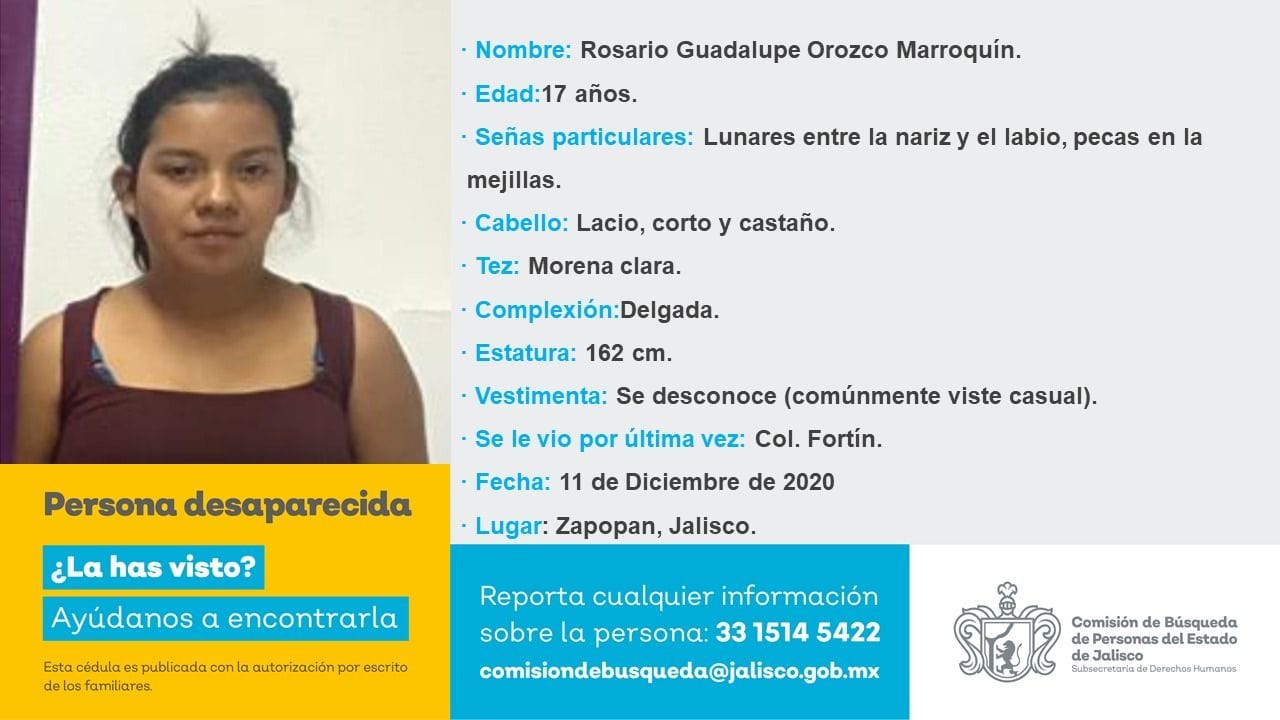 · Nombre: Rosario Guadalupe Orozco Marroquín.
· Edad:17 años.
· Señas particulares: Lunares entre la nariz y el labio, pecas en la
mejillas.
· Cabello: Lacio, corto y castaño.
· Tez: Morena clara.
· Complexión:Delgada.
· Estatura: 162 cm.
· Vestimenta: Se desconoce (comúnmente viste casual).
· Se le vio por última vez: Col. Fortín.
· Fecha: 11 de Diciembre de 2020
· Lugar: Zapopan, Jalisco.
Persona desaparecida
¿La has visto?
Ayúdanos a encontrarla
Esta cédula es publicada con la autorización por escrito
de los familiares.
Reporta cualquier información
sobre la persona: 33 1514 5422
comisiondebusqueda@jalisco.gob.mx
Comisión de Búsqueda
de Personas del Estado
de Jalisco
Subsecretaría de Derechos Humanos